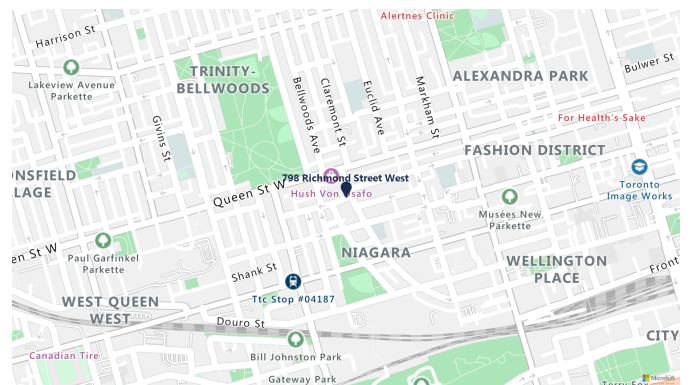 Alertnes Clinic
Harrison St
Bulwer St
TRINITY-
BELLWOODS
ALEXANDRA PARK
Lakeview Avenue
Parkette
Bellwoods Ave
Claremont St
Euclid Ave
Markham St
For Health's Sake
Givins St
FASHION DISTRICT
ONSFIELD
LAGE
798 Richmond Street West
Queen St W
Toronto
Image Works
Musées New
Parkette
en St W
Paul Garfinkel
Parkette
NIAGARA
WELLINGTON
PLACE
Front
Shank St
Ttc Stop #04187
WEST QUEEN
WEST
Douro St
CITY
Canadian Tire
Bill Johnston Park
Gateway Park
Microsoft